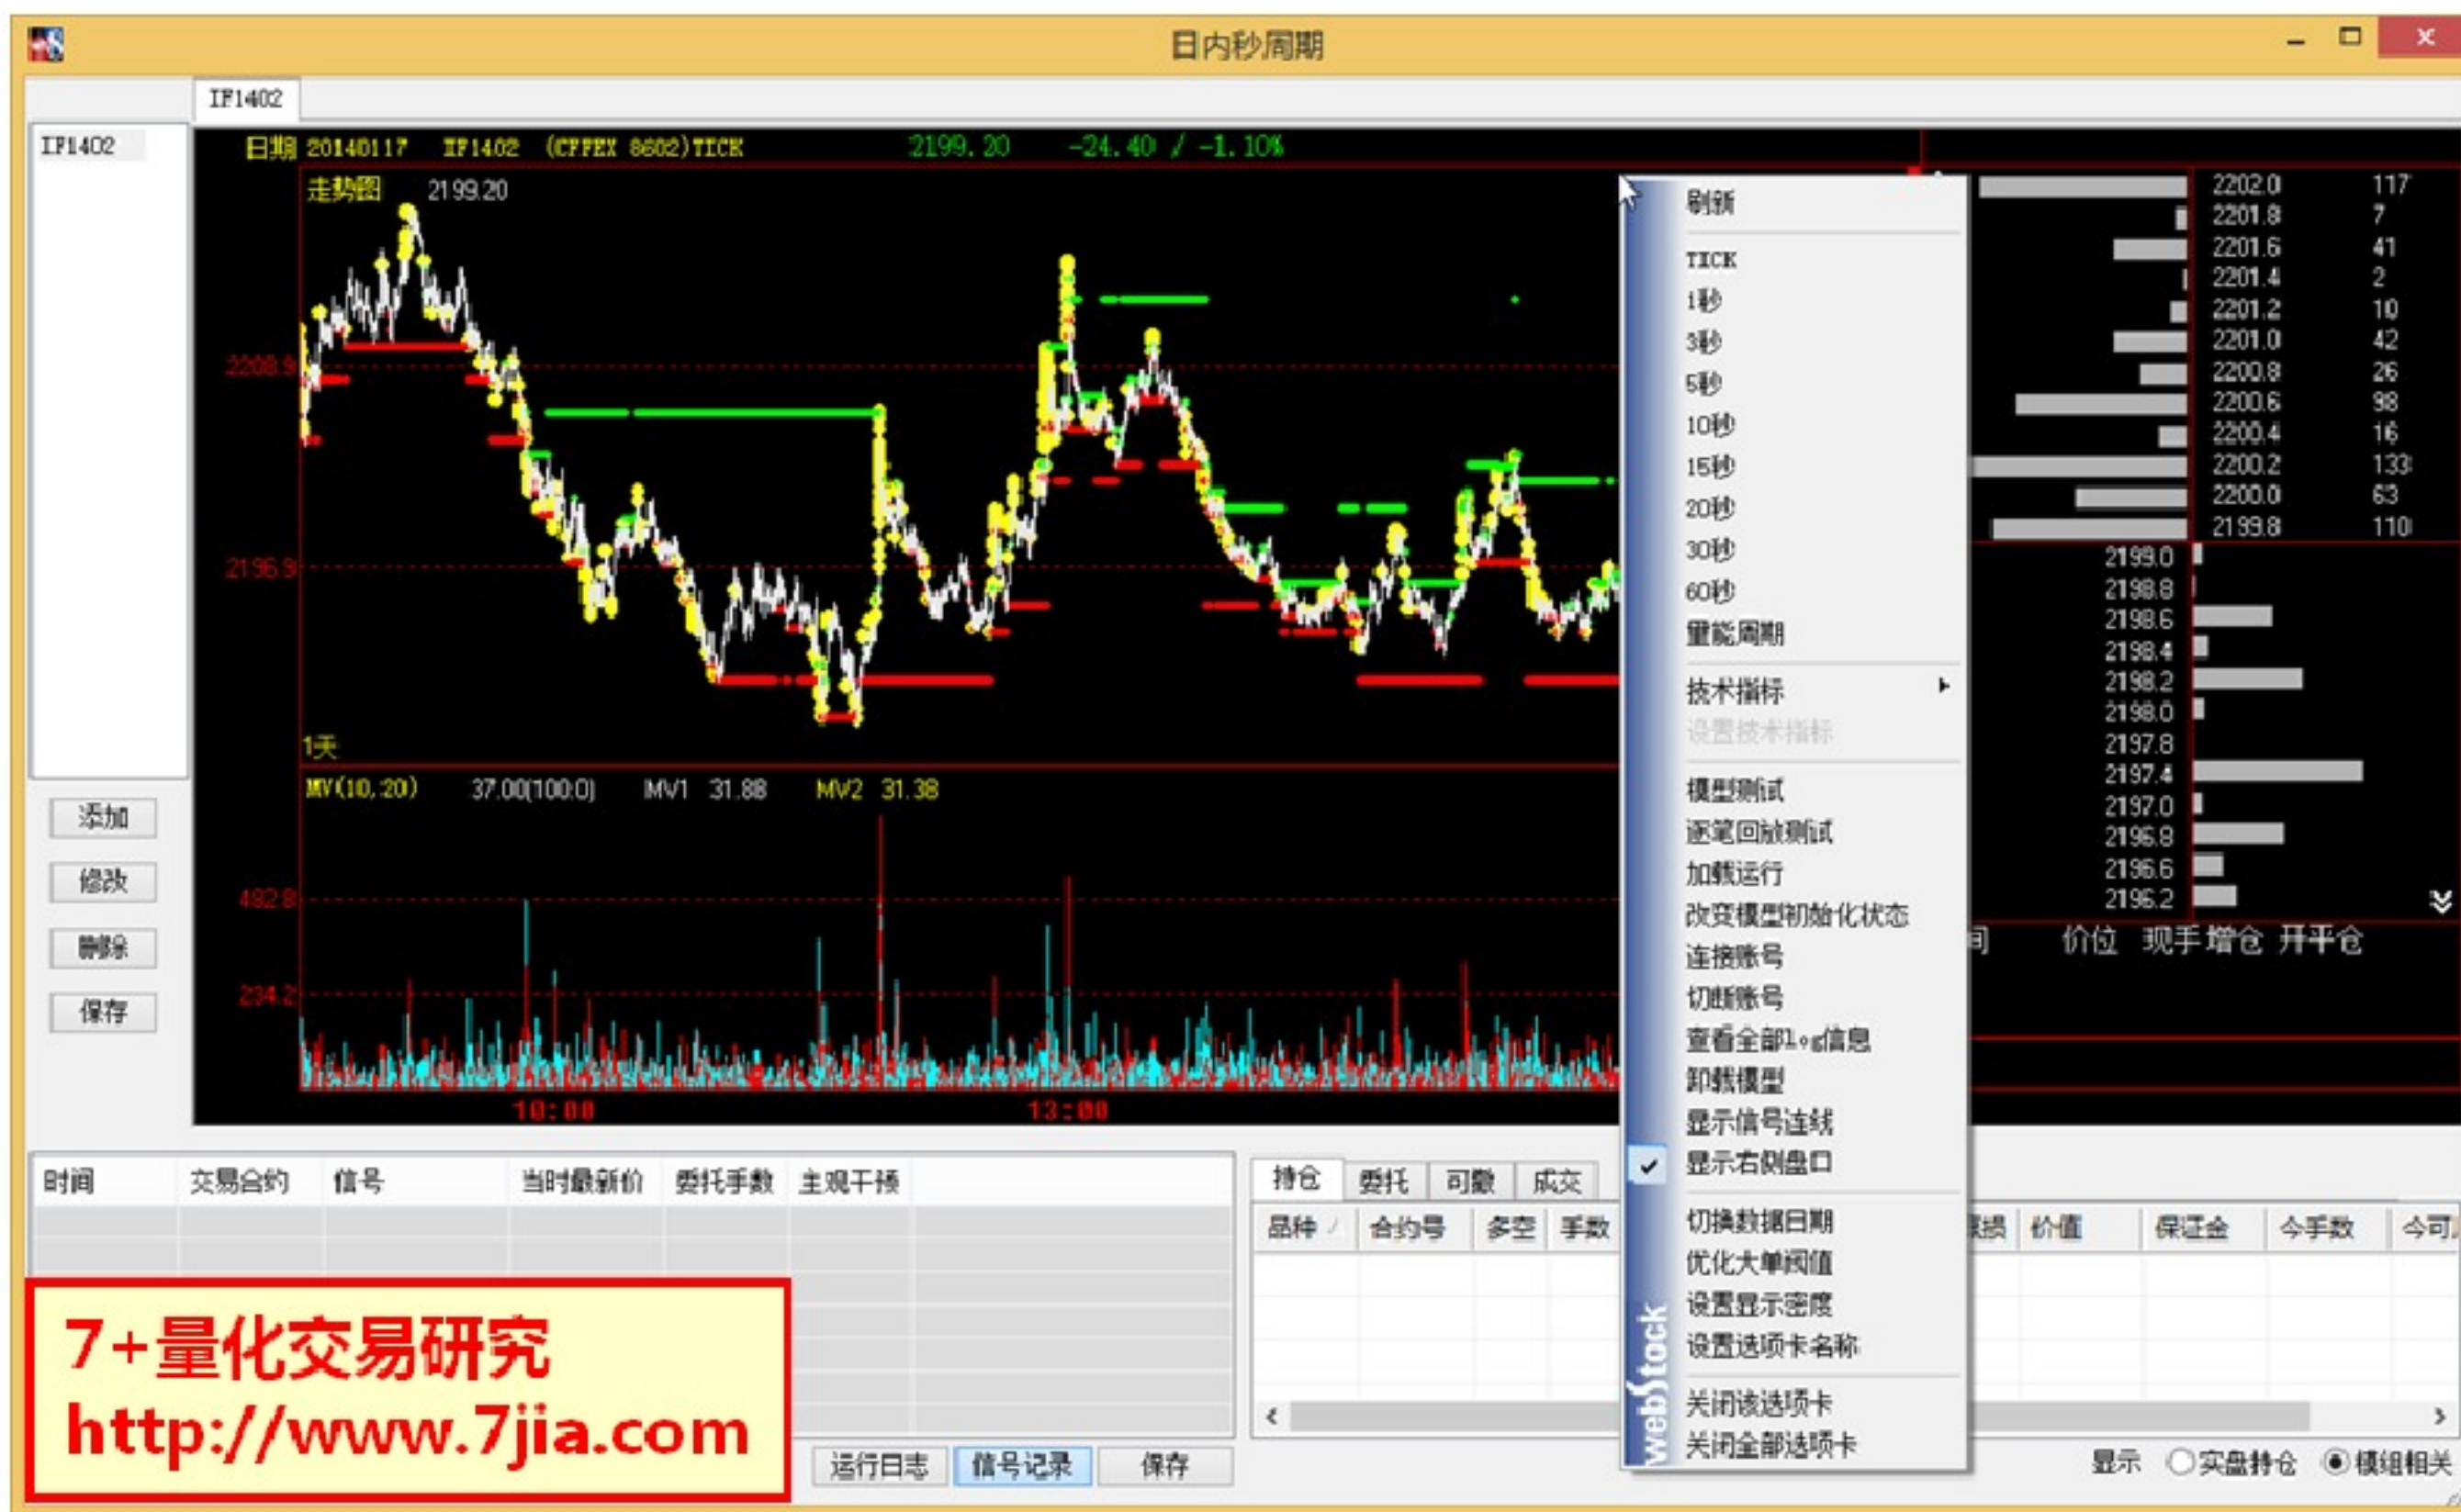 日内秒周期
IF1402
IF1402
日期 20140117 IF1402 (CFFEX 8602)TICK 2199.20 -24.40 / -1.10%
走势图 2199.20
2208.9
2196.9
1天
MV(10,20) 37.00(100.0) MV1 31.88 MV2 31.38
492.8
234.2
10:00 13:00
添加
修改
删除
保存
刷新
TICK
1秒
3秒
5秒
10秒
15秒
20秒
30秒
60秒
量能周期
技术指标
设置技术指标
模型测试
逐笔回放测试
加载运行
改变模型初始化状态
连接账号
切断账号
查看全部log信息
卸载模型
显示信号连线
显示右侧盘口
切换数据日期
优化大单阀值
设置显示密度
设置选项卡名称
关闭该选项卡
关闭全部选项卡
webStock
2202.0 117
2201.8 7
2201.6 41
2201.4 2
2201.2 10
2201.0 42
2200.8 26
2200.6 98
2200.4 16
2200.2 133
2200.0 63
2199.8 110
2199.0
2198.8
2198.6
2198.4
2198.2
2198.0
2197.8
2197.4
2197.0
2196.8
2196.6
2196.2
间 价位 现手 增仓 开平仓
时间 交易合约 信号 当时最新价 委托手数 主观干预
持仓 委托 可撤 成交
品种 合约号 多空 手数 损 价值 保证金 今手数 今可
7+量化交易研究
http://www.7jia.com
运行日志 信号记录 保存
显示 实盘持仓 模组相关